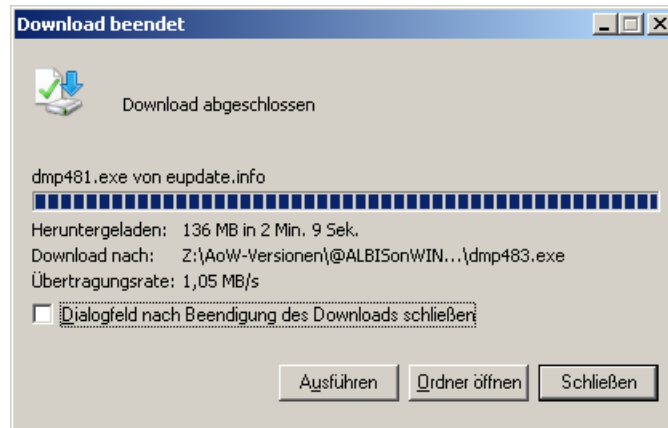 Download beendet
Download abgeschlossen
dmp481.exe von eupdate.info
Heruntergeladen: 136 MB in 2 Min. 9 Sek.
Download nach: Z:\AoW-Versionen\@ALBISonWIN...\dmp483.exe
Übertragungsrate: 1,05 MB/s
Dialogfeld nach Beendigung des Downloads schließen
Ausführen Ordner öffnen Schließen